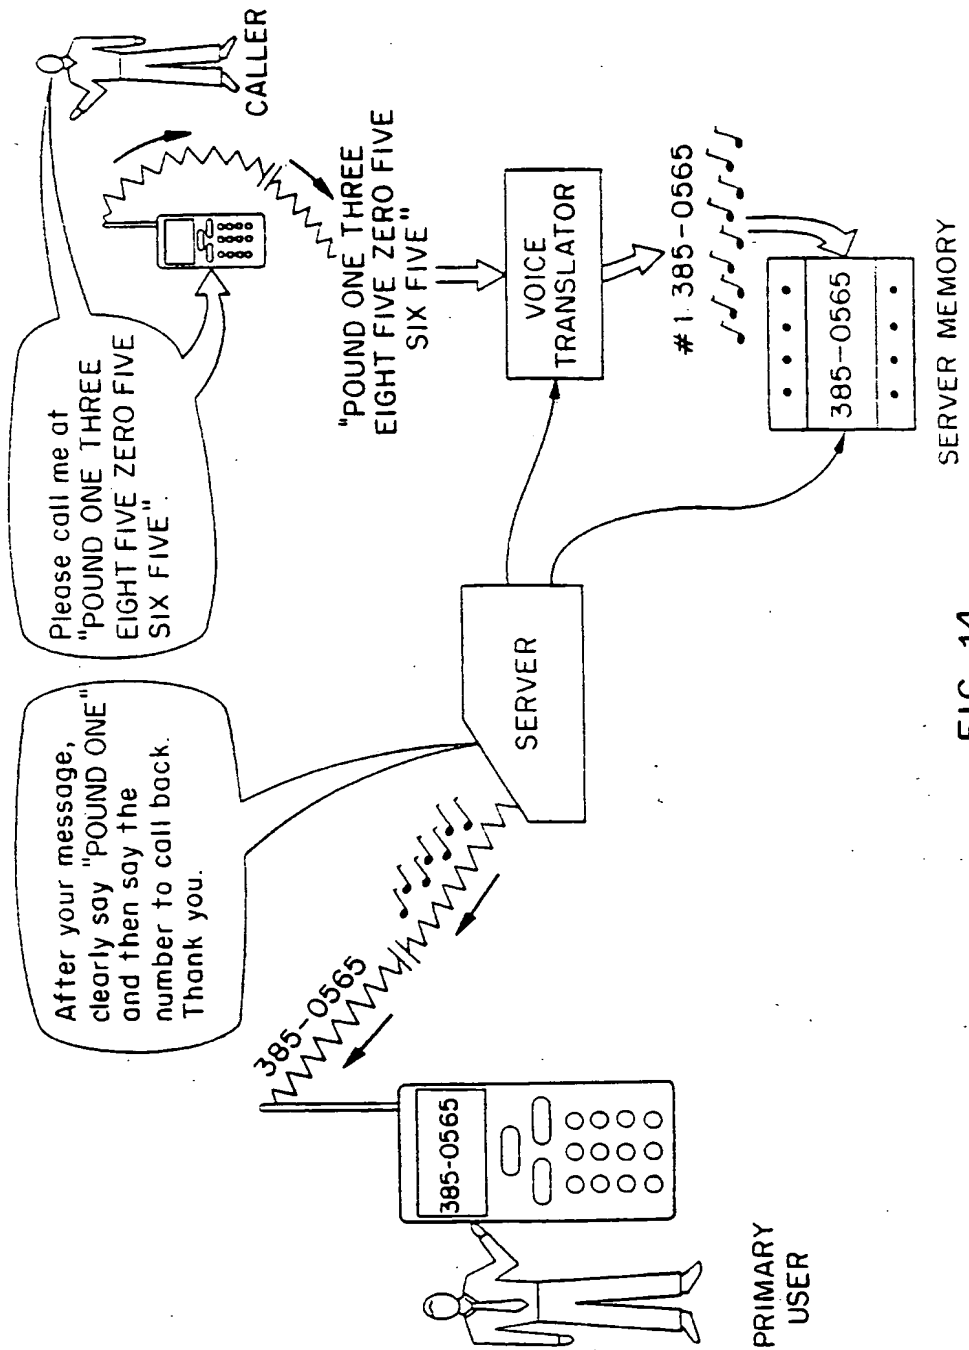 After your message,
clearly say "POUND ONE"
and then say the
number to call back.
Thank you.
Please call me at
"POUND ONE THREE
EIGHT FIVE ZERO FIVE
SIX FIVE".
CALLER
"POUND ONE THREE
EIGHT FIVE ZERO FIVE
SIX FIVE"
385-0565
385-0565
PRIMARY
USER
SERVER
VOICE
TRANSLATOR
#1 385-0565
385-0565
SERVER MEMORY
FIG. 14